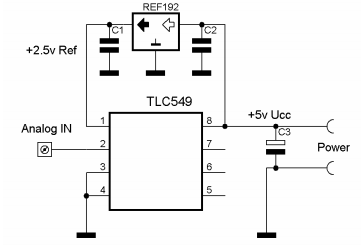 REF192
C1
C2
+2.5v Ref
TLC549
+5v Ucc
Analog IN
1
8
C3
2
7
Power
3
6
4
5